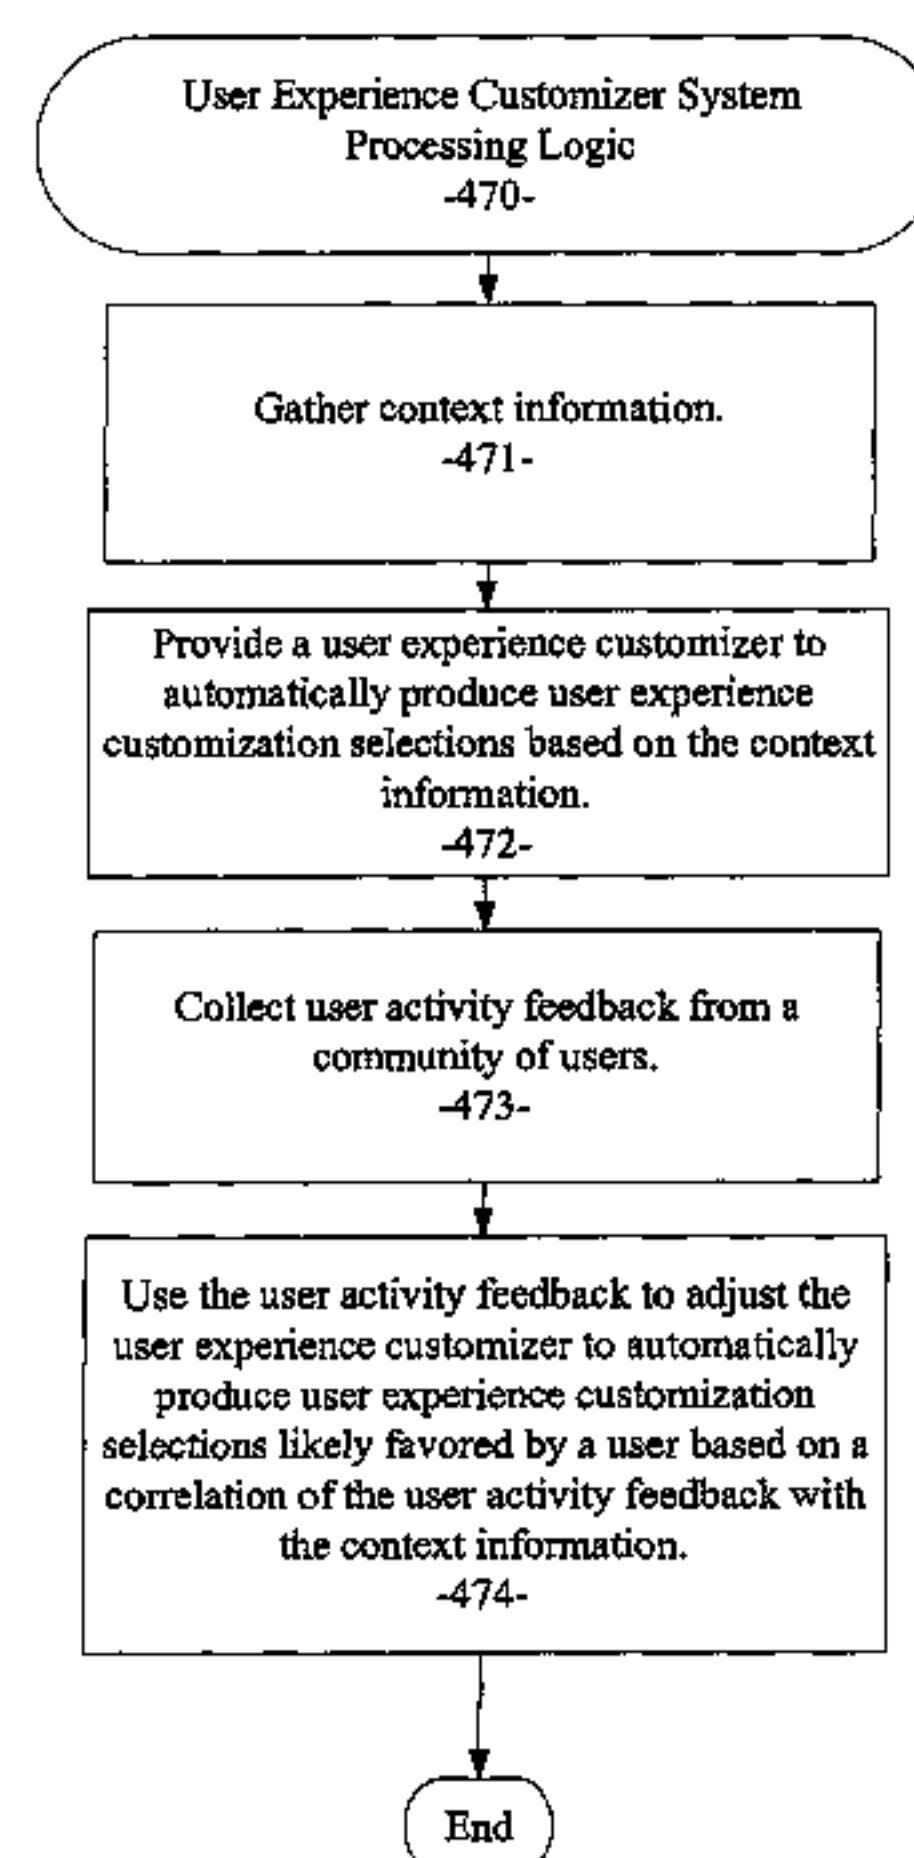 User Experience Customizer System
Processing Logic
-470-
Gather context information.
-471-
Provide a user experience customizer to
automatically produce user experience
customization selections based on the context
information.
-472-
Collect user activity feedback from a
community of users.
-473-
Use the user activity feedback to adjust the
user experience customizer to automatically
produce user experience customization
selections likely favored by a user based on a
correlation of the user activity feedback with
the context information.
-474-
End